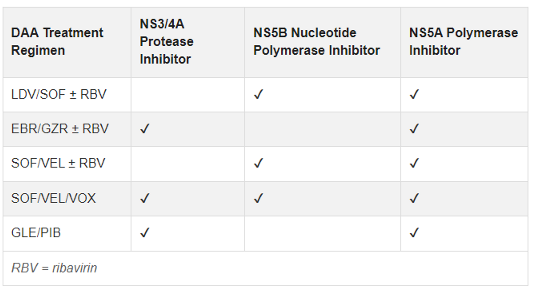 DAA Treatment Regimen | NS3/4A Protease Inhibitor | NS5B Nucleotide Polymerase Inhibitor | NS5A Polymerase Inhibitor
LDV/SOF ± RBV | | ✓ | ✓
EBR/GZR ± RBV | ✓ | | ✓
SOF/VEL ± RBV | | ✓ | ✓
SOF/VEL/VOX | ✓ | ✓ | ✓
GLE/PIB | ✓ | | ✓
RBV = ribavirin